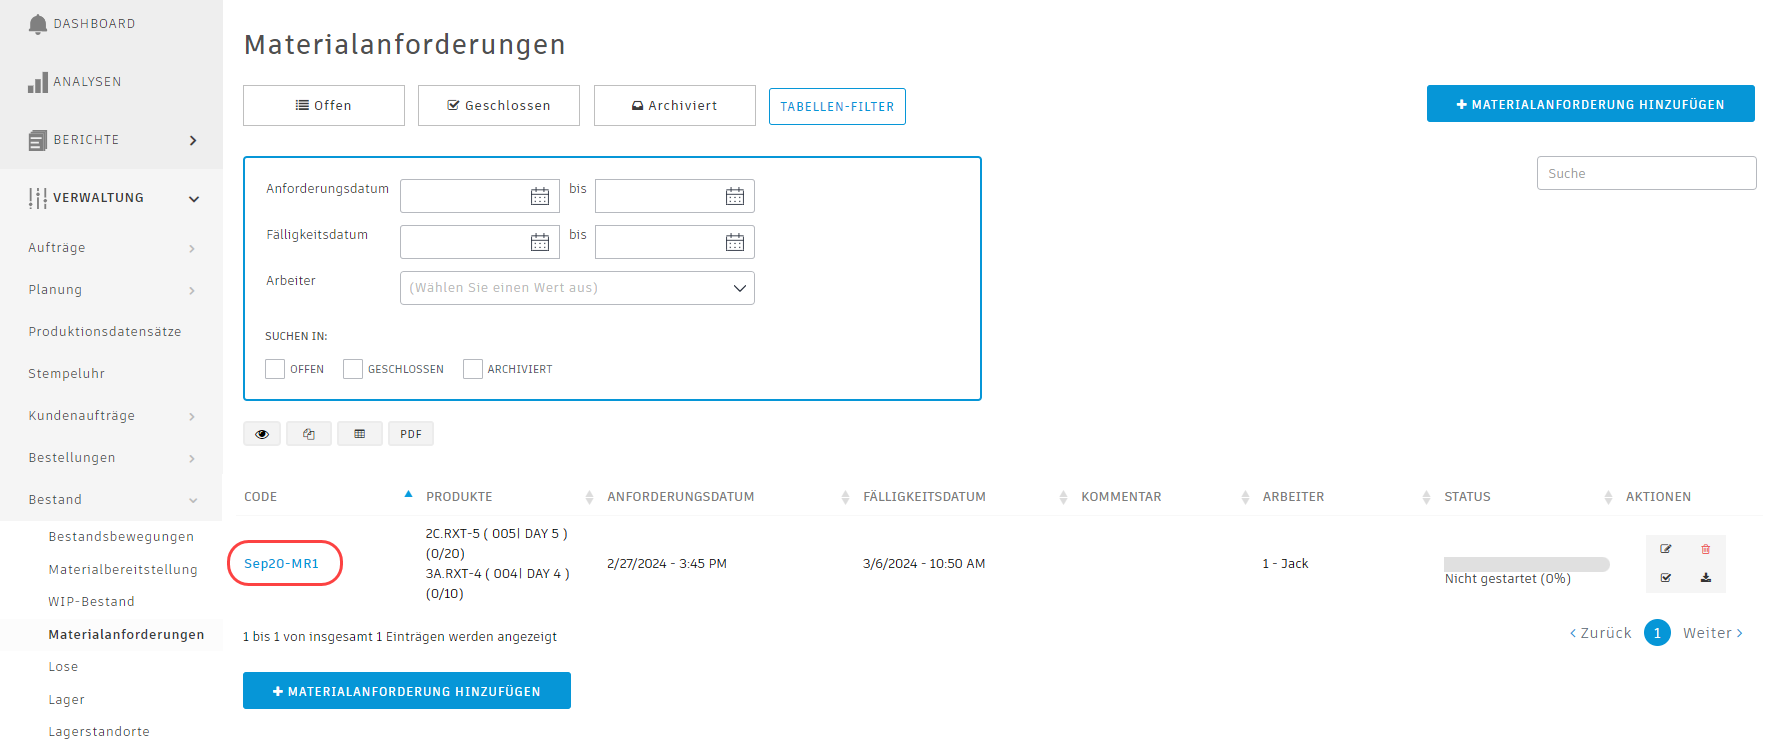 DASHBOARD
ANALYSEN
BERICHTE
VERWALTUNG
Aufträge
Planung
Produktionsdatensätze
Stempeluhr
Kundenaufträge
Bestellungen
Bestand
Bestandsbewegungen
Materialbereitstellung
WIP-Bestand
Materialanforderungen
Lose
Lager
Lagerstandorte
Materialanforderungen
Offen Geschlossen Archiviert TABELLEN-FILTER
+ MATERIALANFORDERUNG HINZUFÜGEN
Suche
Anforderungsdatum bis
Fälligkeitsdatum bis
Arbeiter (Wählen Sie einen Wert aus)
SUCHEN IN:
OFFEN GESCHLOSSEN ARCHIVIERT
PDF
CODE PRODUKTE ANFORDERUNGSDATUM FÄLLIGKEITSDATUM KOMMENTAR ARBEITER STATUS AKTIONEN
Sep20-MR1
2C.RXT-5 ( 005| DAY 5 )
(0/20)
3A.RXT-4 ( 004| DAY 4 )
(0/10)
2/27/2024 - 3:45 PM
3/6/2024 - 10:50 AM
1 - Jack
Nicht gestartet (0%)
1 bis 1 von insgesamt 1 Einträgen werden angezeigt
Zurück 1 Weiter
+ MATERIALANFORDERUNG HINZUFÜGEN